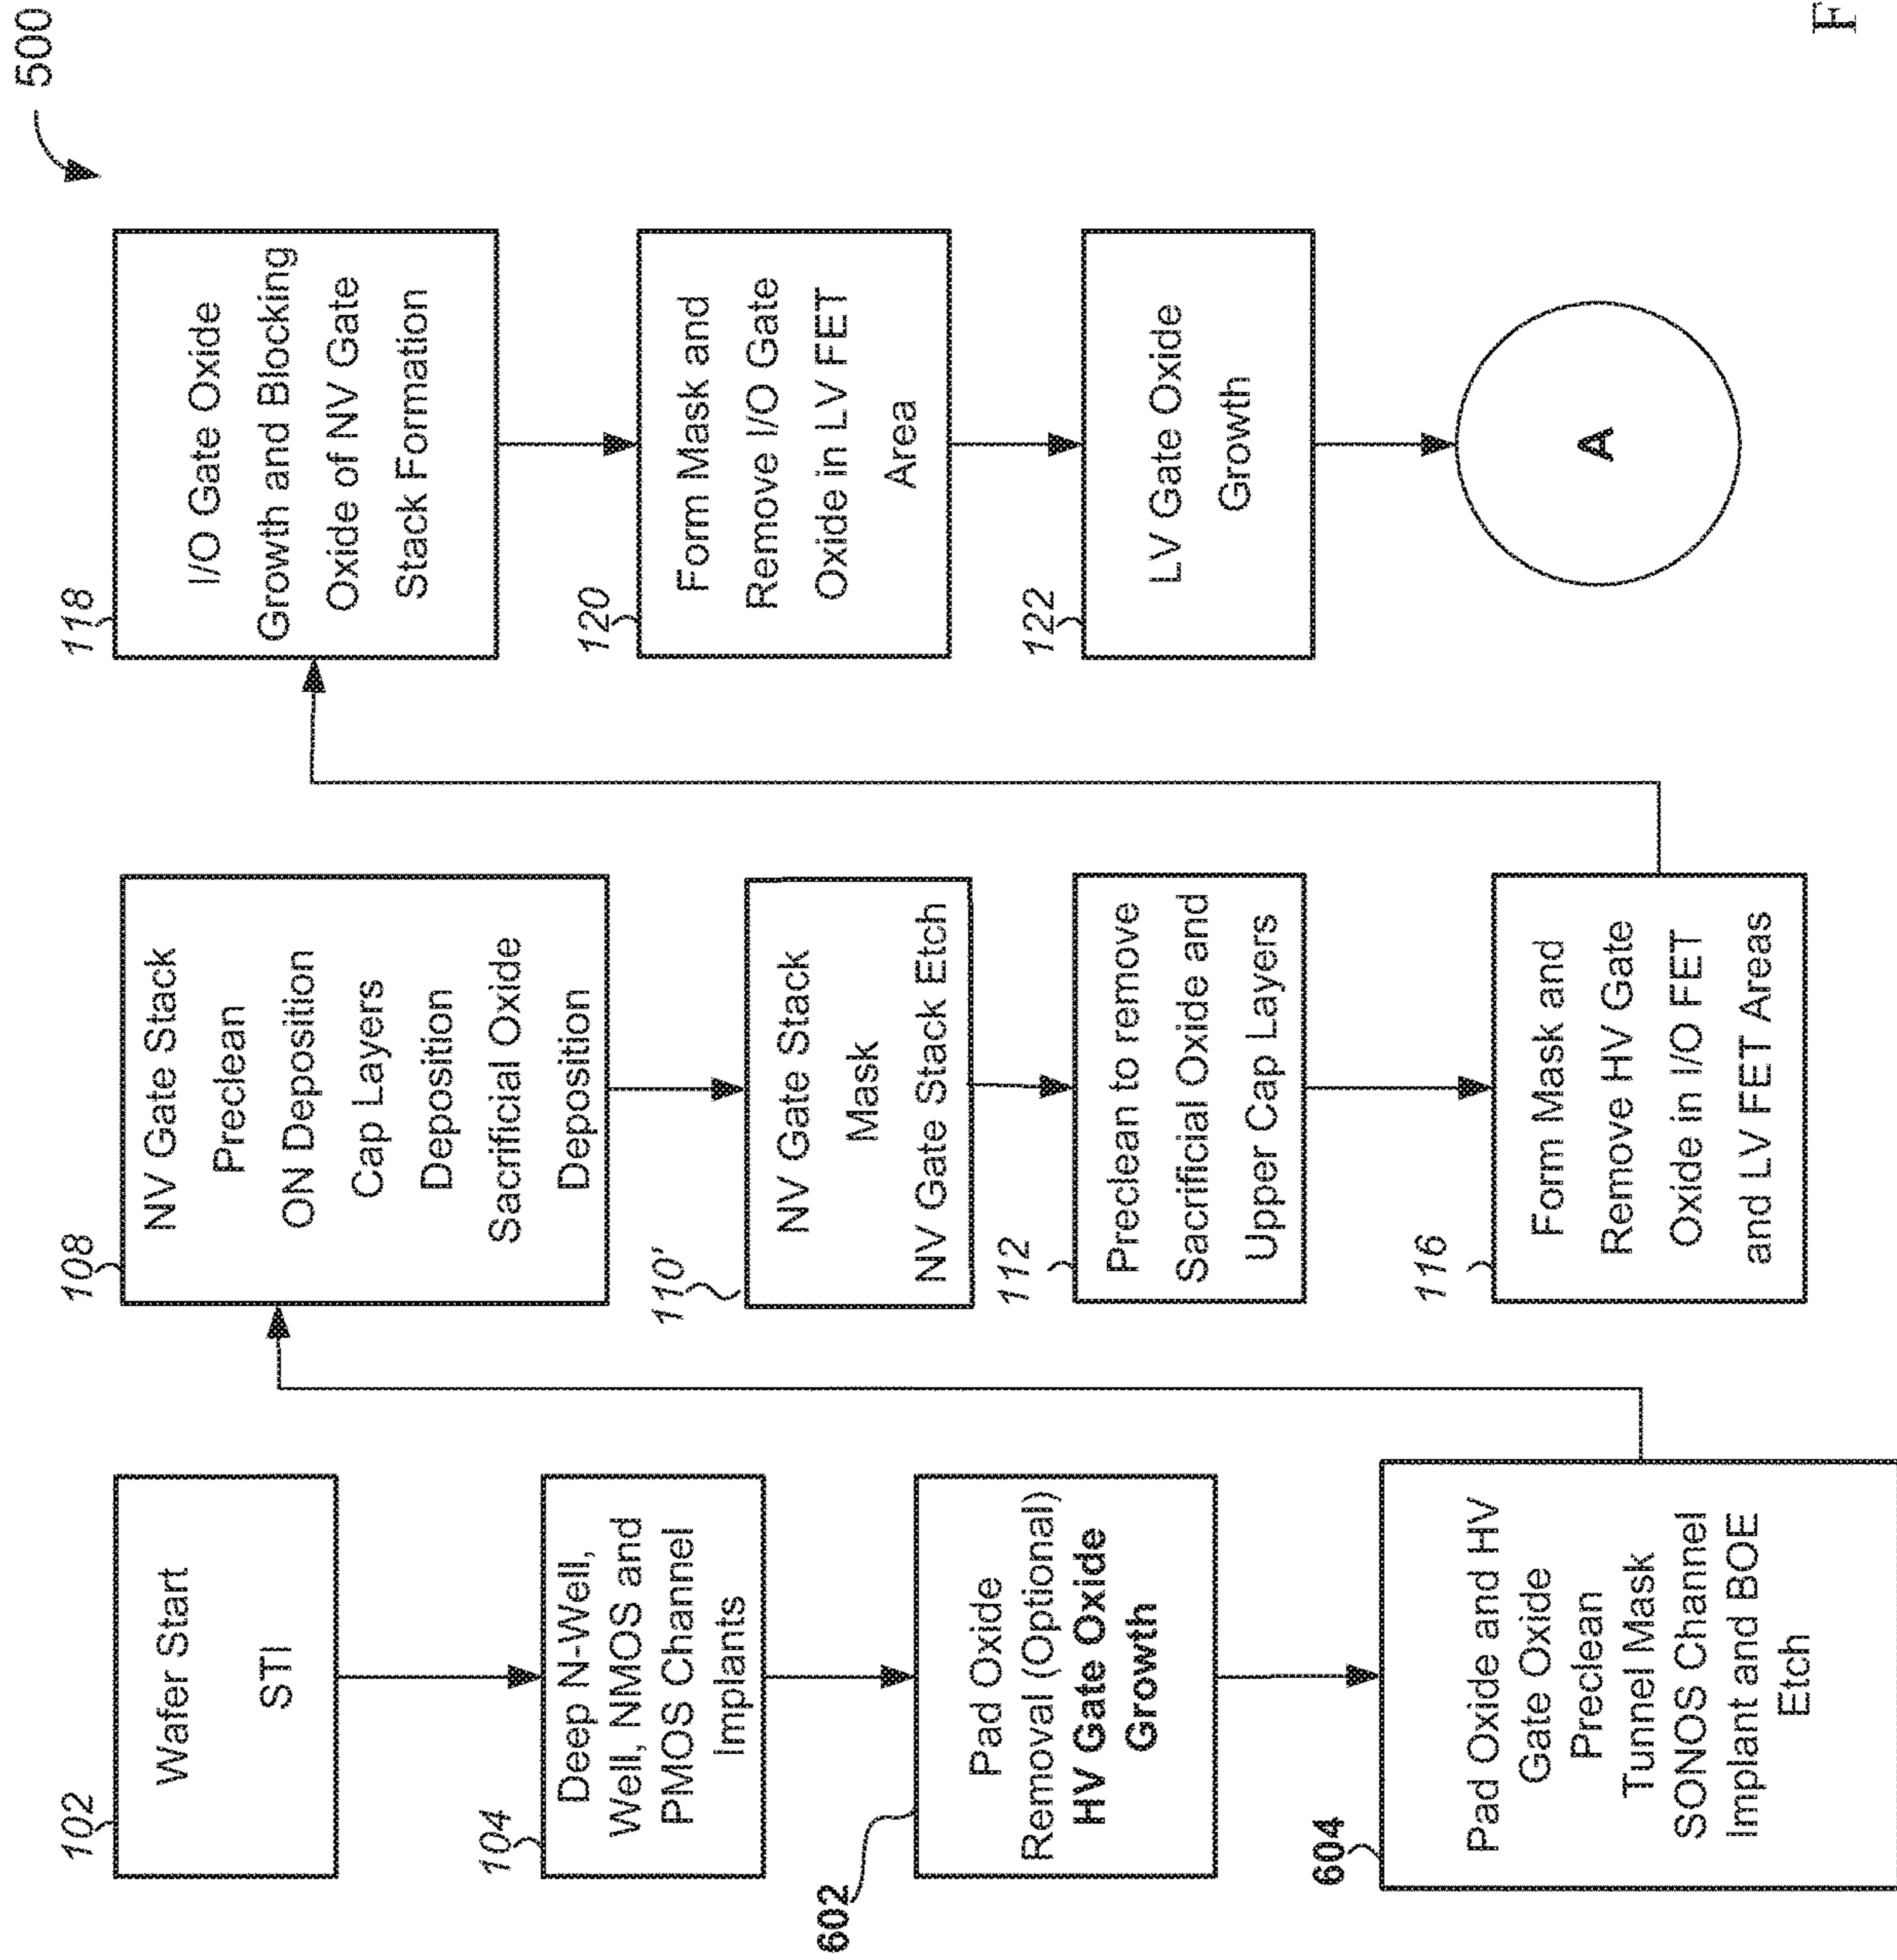 500
102
Wafer Start
STI
104
Deep N-Well,
Well, NMOS and
PMOS Channel
Implants
602
Pad Oxide
Removal (Optional)
HV Gate Oxide
Growth
604
Pad Oxide and HV
Gate Oxide
Preclean
Tunnel Mask
SONOS Channel
Implant and BOE
Etch
108
NV Gate Stack
Preclean
ON Deposition
Cap Layers
Deposition
Sacrificial Oxide
Deposition
110'
NV Gate Stack
Mask
NV Gate Stack Etch
112
Preclean to remove
Sacrificial Oxide and
Upper Cap Layers
116
Form Mask and
Remove HV Gate
Oxide in I/O FET
and LV FET Areas
118
I/O Gate Oxide
Growth and Blocking
Oxide of NV Gate
Stack Formation
120
Form Mask and
Remove I/O Gate
Oxide in LV FET
Area
122
LV Gate Oxide
Growth
A
F